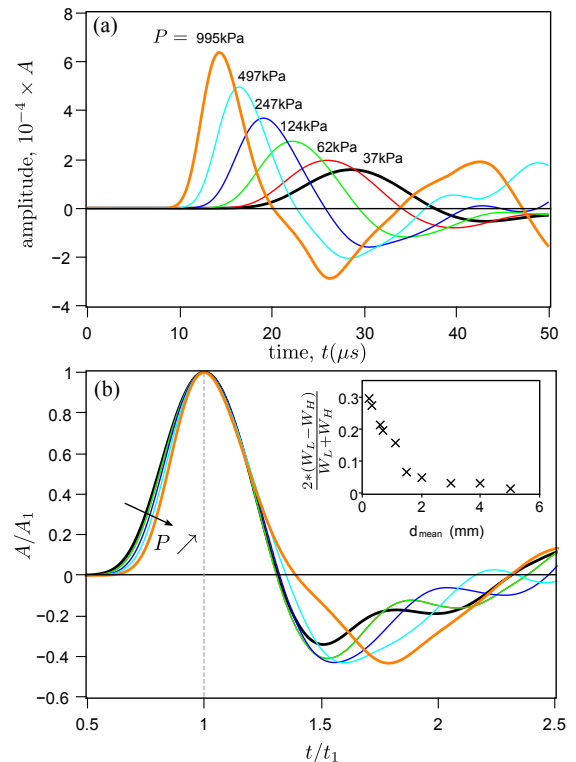 (a)
P = 995kPa
497kPa
247kPa
124kPa
62kPa
37kPa
amplitude, 10⁻⁴ × A
8
6
4
2
0
−2
−4
0 10 20 30 40 50
time, t(μs)
(b)
A/A₁
1
0.8
0.6
0.4
0.2
0
−0.2
−0.4
−0.6
P ↗
2*(W_L−W_H)
W_L+W_H
0.3
0.2
0.1
0
0 2 4 6
d_mean (mm)
0.5 1 1.5 2 2.5
t/t₁